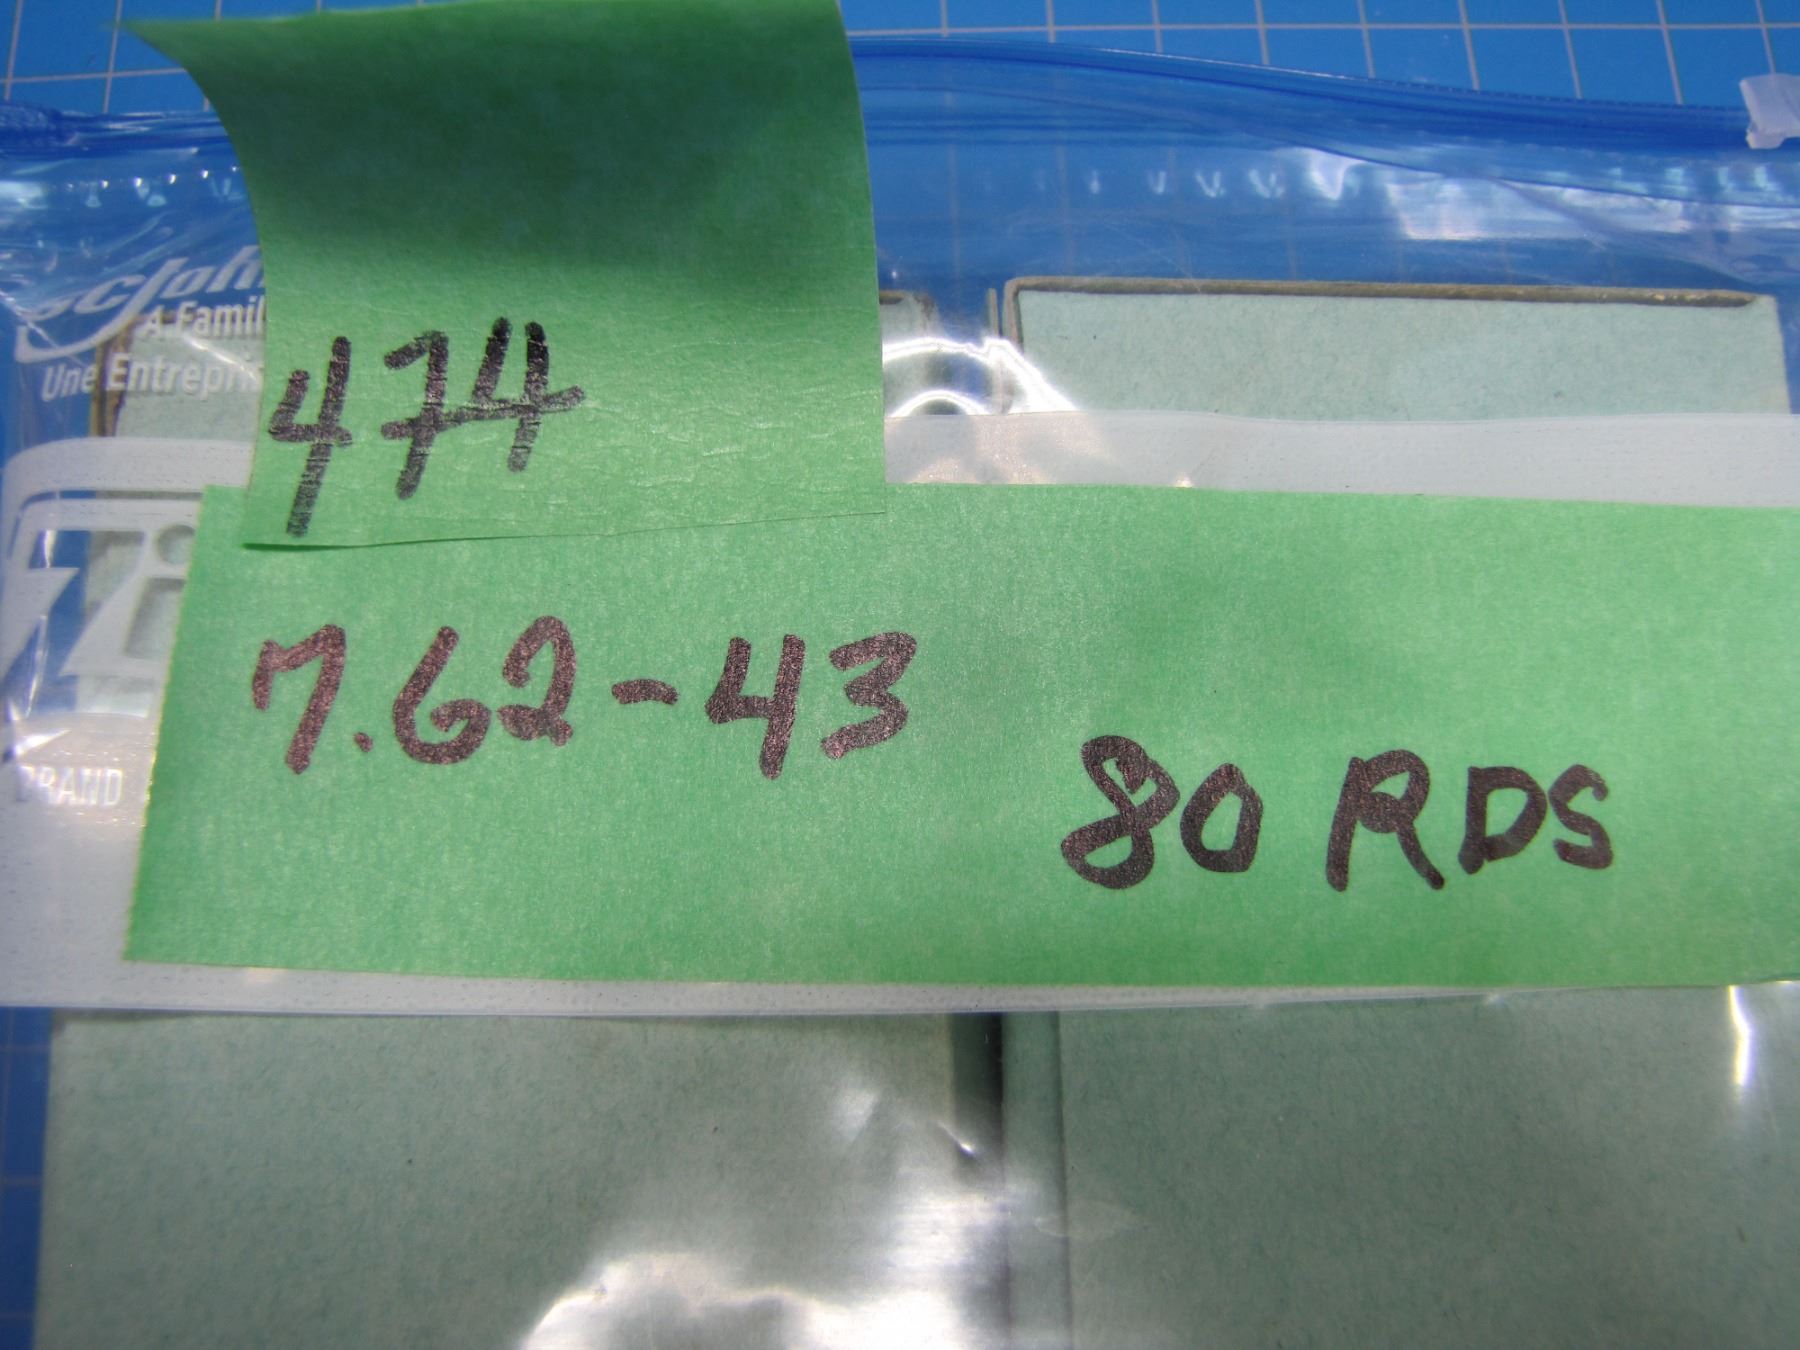 A Famil
Une Entrepri
474
7.62-43
80 RDS
BRAND